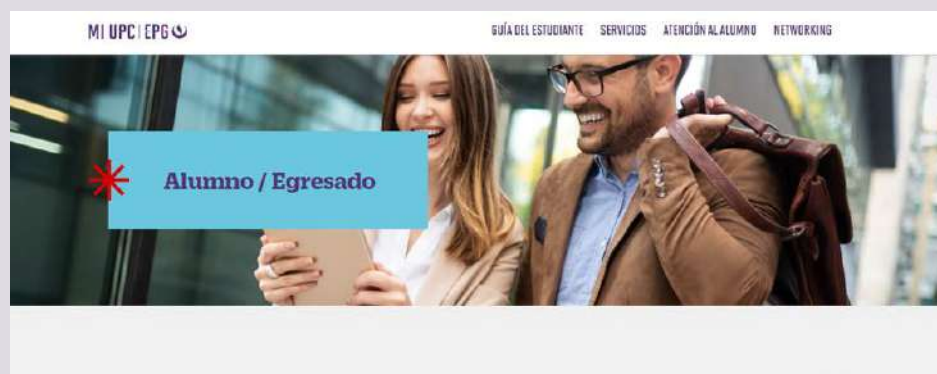 MI UPC | EPG
GUÍA DEL ESTUDIANTE SERVICIOS ATENCIÓN AL ALUMNO NETWORKING
Alumno / Egresado